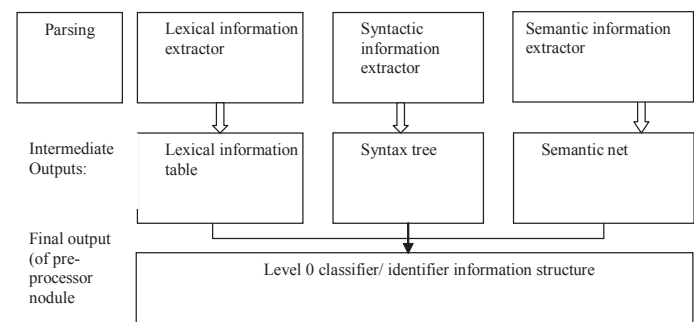 Parsing
Lexical information
extractor
Syntactic
information
extractor
Semantic information
extractor
Intermediate
Outputs:
Lexical information
table
Syntax tree
Semantic net
Final output
(of pre-
processor
nodule
Level 0 classifier/ identifier information structure